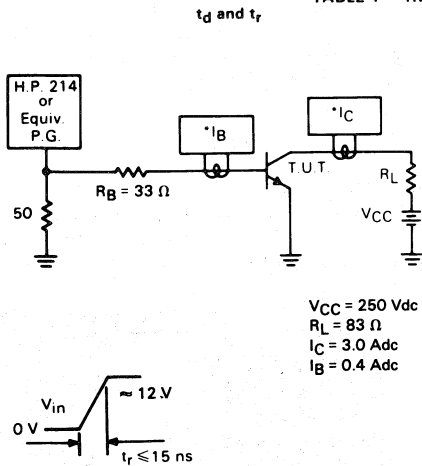 t_d and t_r
H.P. 214
or
Equiv.
P.G.
*I_B
*I_C
T.U.T.
R_B = 33 Ω
50
R_L
V_CC
V_CC = 250 Vdc
R_L = 83 Ω
I_C = 3.0 Adc
I_B = 0.4 Adc
V_in
≈ 12 V
0 V
t_r ≤ 15 ns